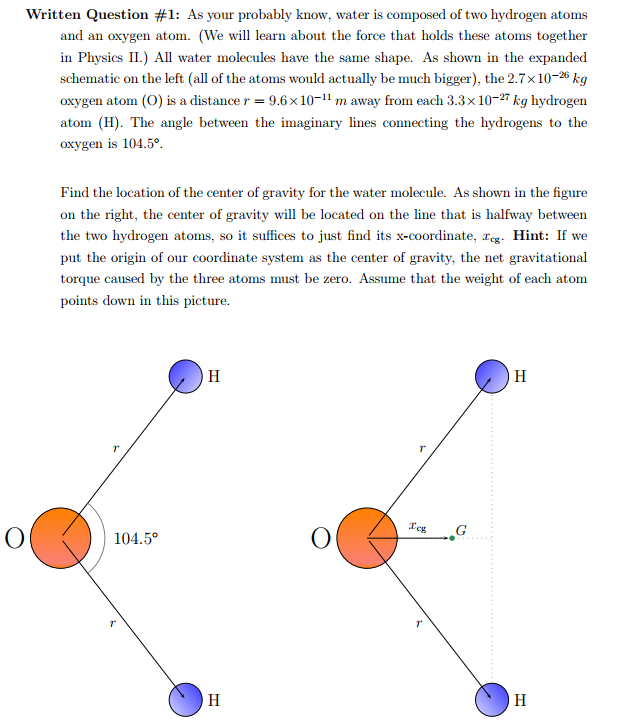 Written Question #1: As your probably know, water is composed of two hydrogen atoms
and an oxygen atom. (We will learn about the force that holds these atoms together
in Physics II.) All water molecules have the same shape. As shown in the expanded
schematic on the left (all of the atoms would actually be much bigger), the 2.7×10⁻²⁶ kg
oxygen atom (O) is a distance r = 9.6×10⁻¹¹ m away from each 3.3×10⁻²⁷ kg hydrogen
atom (H). The angle between the imaginary lines connecting the hydrogens to the
oxygen is 104.5°.
Find the location of the center of gravity for the water molecule. As shown in the figure
on the right, the center of gravity will be located on the line that is halfway between
the two hydrogen atoms, so it suffices to just find its x-coordinate, x_cg. Hint: If we
put the origin of our coordinate system as the center of gravity, the net gravitational
torque caused by the three atoms must be zero. Assume that the weight of each atom
points down in this picture.
H
r
O
104.5°
r
H
H
r
O
x_cg
G
r
H